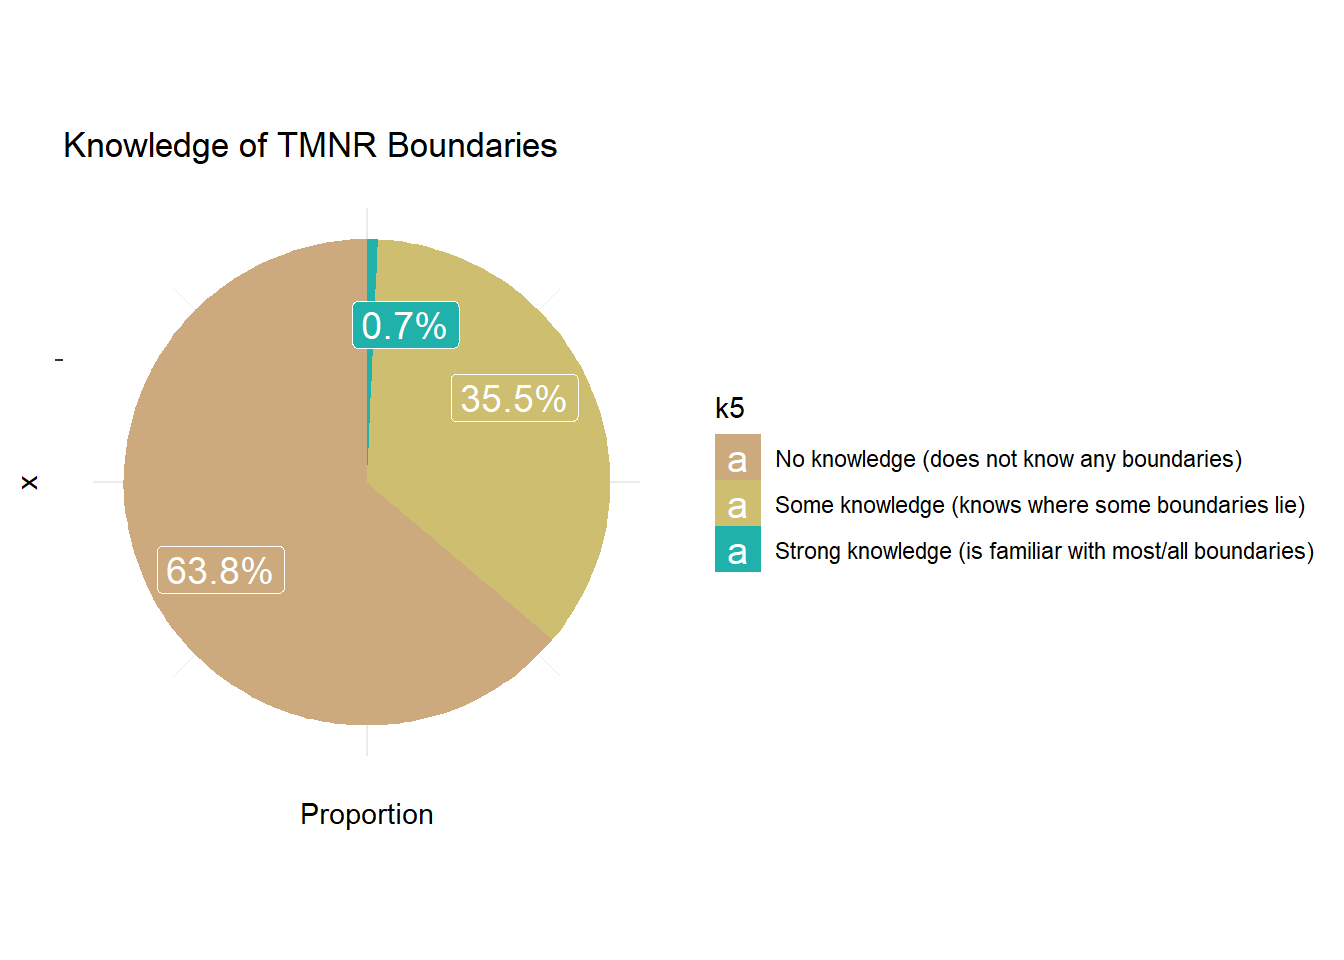 Knowledge of TMNR Boundaries
0.7%
35.5%
63.8%
x
Proportion
k5
a No knowledge (does not know any boundaries)
a Some knowledge (knows where some boundaries lie)
a Strong knowledge (is familiar with most/all boundaries)